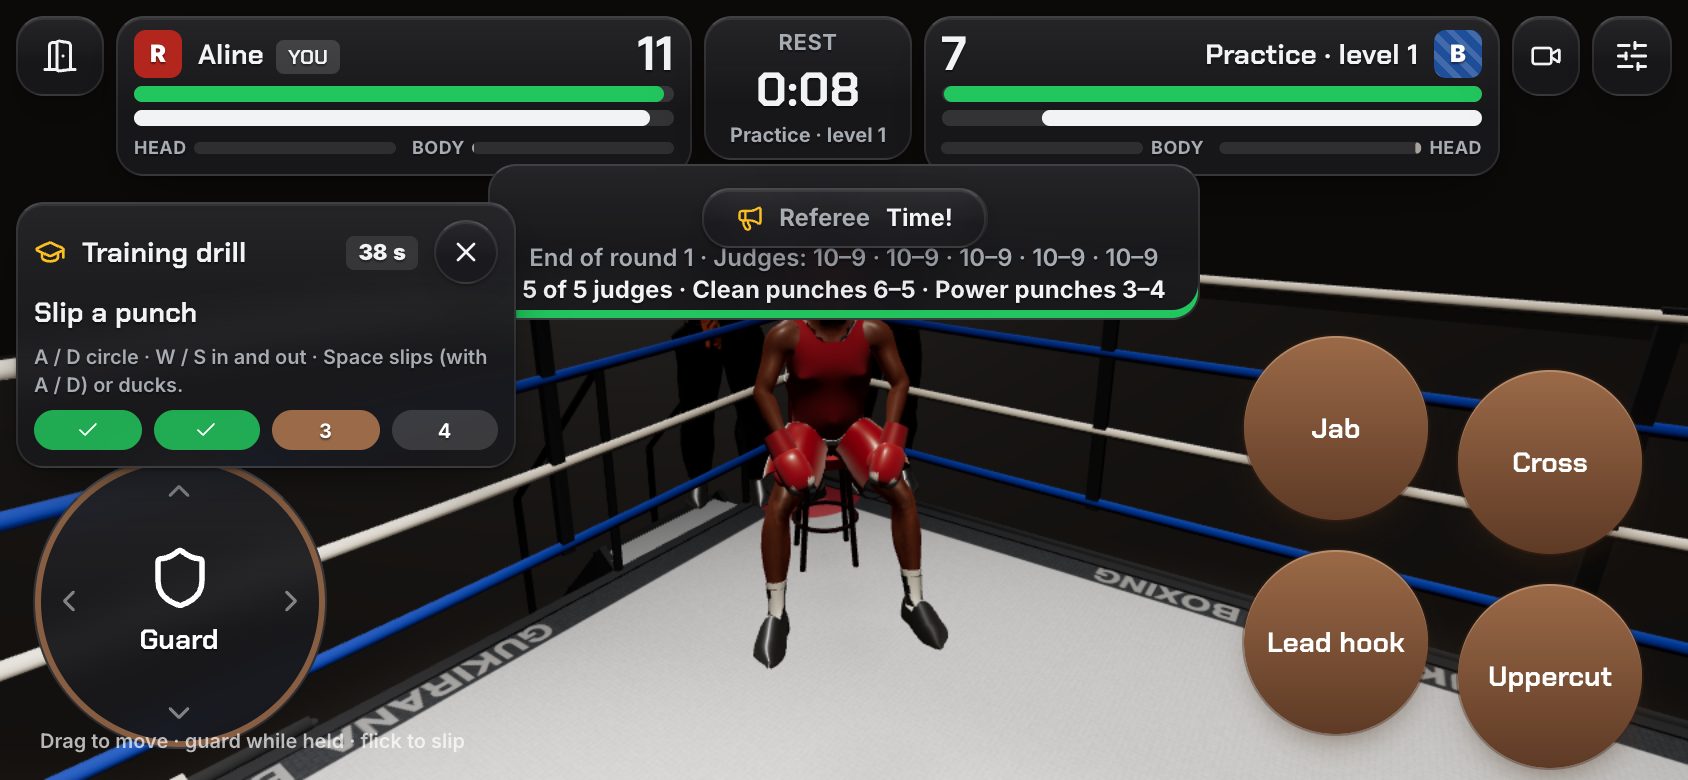 R Aline YOU 11
HEAD BODY
REST
0:08
Practice · level 1
7 Practice · level 1 B
BODY HEAD
Referee Time!
End of round 1 · Judges: 10–9 · 10–9 · 10–9 · 10–9 · 10–9
5 of 5 judges · Clean punches 6–5 · Power punches 3–4
Training drill 38 s
Slip a punch
A / D circle · W / S in and out · Space slips (with
A / D) or ducks.
3 4
Guard
Drag to move · guard while held · flick to slip
Jab
Cross
Lead hook
Uppercut
BOXING